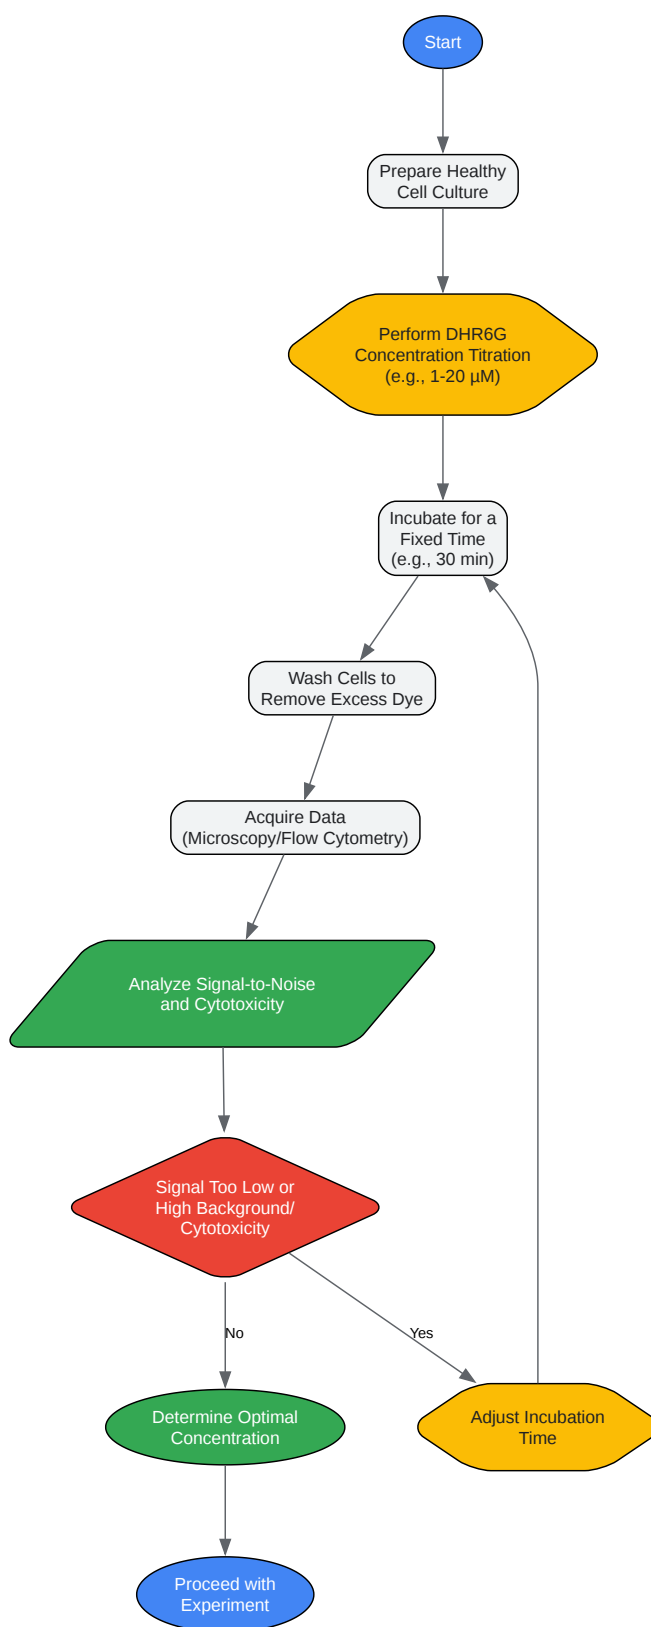 Start
Prepare Healthy
Cell Culture
Perform DHR6G
Concentration Titration
(e.g., 1-20 µM)
Incubate for a
Fixed Time
(e.g., 30 min)
Wash Cells to
Remove Excess Dye
Acquire Data
(Microscopy/Flow Cytometry)
Analyze Signal-to-Noise
and Cytotoxicity
Signal Too Low or
High Background/
Cytotoxicity
No
Yes
Determine Optimal
Concentration
Adjust Incubation
Time
Proceed with
Experiment